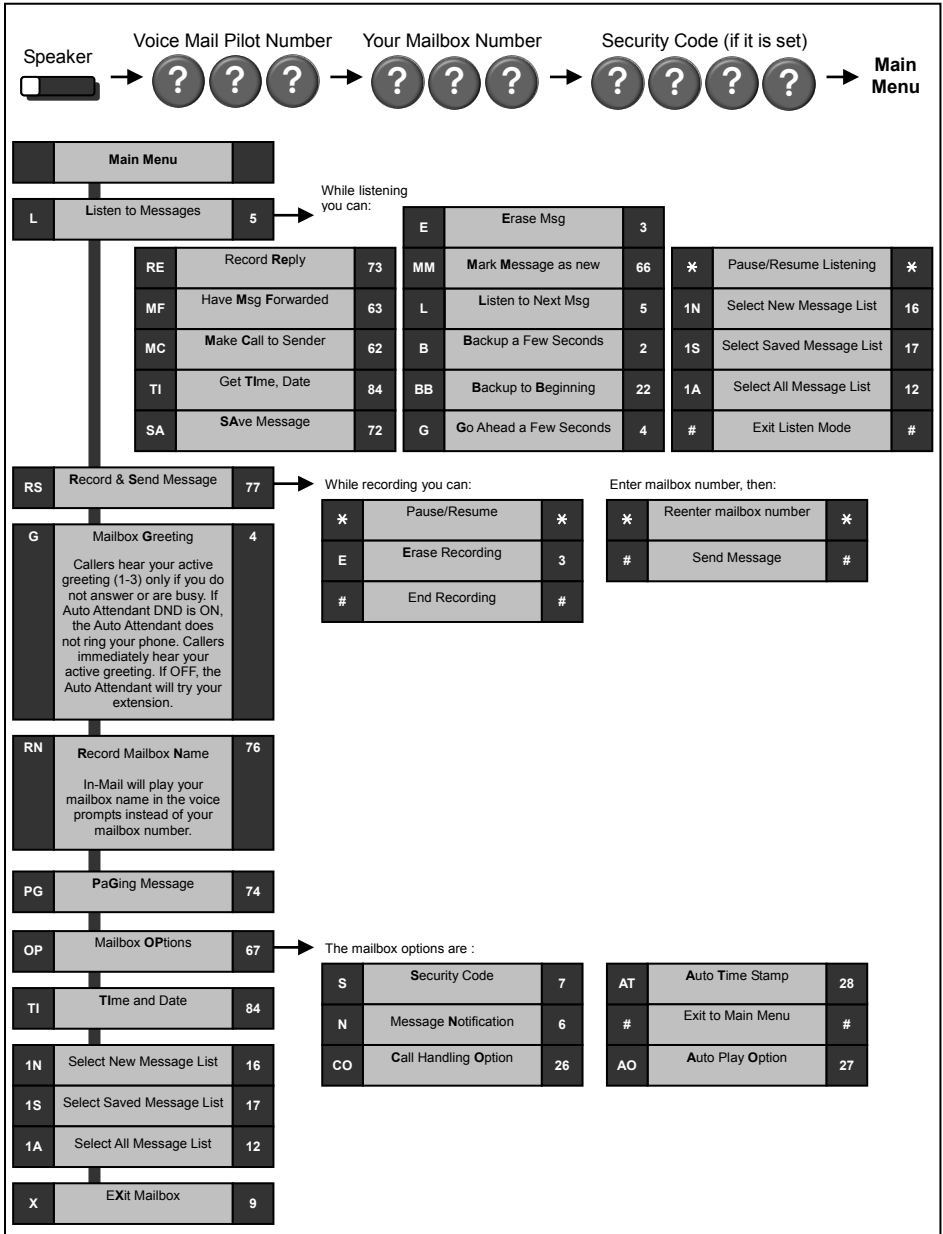 Speaker
Voice Mail Pilot Number
Your Mailbox Number
Security Code (if it is set)
? ? ?
? ? ?
? ? ? ?
Main
Menu
Main Menu
L Listen to Messages 5
While listening
you can:
RE Record Reply 73
MF Have Msg Forwarded 63
MC Make Call to Sender 62
TI Get TIme, Date 84
SA SAve Message 72
E Erase Msg 3
MM Mark Message as new 66
L Listen to Next Msg 5
B Backup a Few Seconds 2
BB Backup to Beginning 22
G Go Ahead a Few Seconds 4
* Pause/Resume Listening *
1N Select New Message List 16
1S Select Saved Message List 17
1A Select All Message List 12
# Exit Listen Mode #
RS Record & Send Message 77
While recording you can:
* Pause/Resume *
E Erase Recording 3
# End Recording #
Enter mailbox number, then:
* Reenter mailbox number *
# Send Message #
G Mailbox Greeting 4
Callers hear your active
greeting (1-3) only if you do
not answer or are busy. If
Auto Attendant DND is ON,
the Auto Attendant does
not ring your phone. Callers
immediately hear your
active greeting. If OFF, the
Auto Attendant will try your
extension.
RN Record Mailbox Name 76
In-Mail will play your
mailbox name in the voice
prompts instead of your
mailbox number.
PG PaGing Message 74
OP Mailbox OPtions 67
The mailbox options are :
S Security Code 7
N Message Notification 6
CO Call Handling Option 26
AT Auto Time Stamp 28
# Exit to Main Menu #
AO Auto Play Option 27
TI TIme and Date 84
1N Select New Message List 16
1S Select Saved Message List 17
1A Select All Message List 12
X EXit Mailbox 9